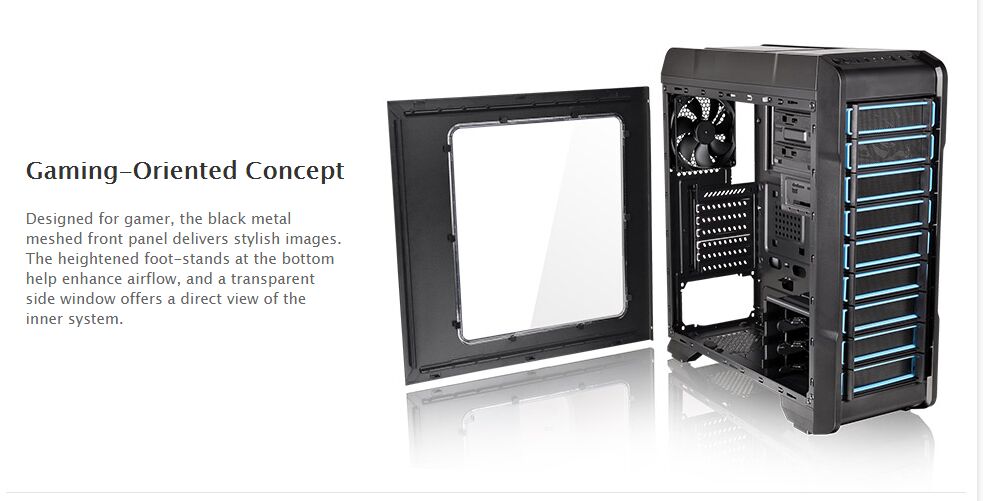 Gaming-Oriented Concept
Designed for gamer, the black metal
meshed front panel delivers stylish images.
The heightened foot-stands at the bottom
help enhance airflow, and a transparent
side window offers a direct view of the
inner system.